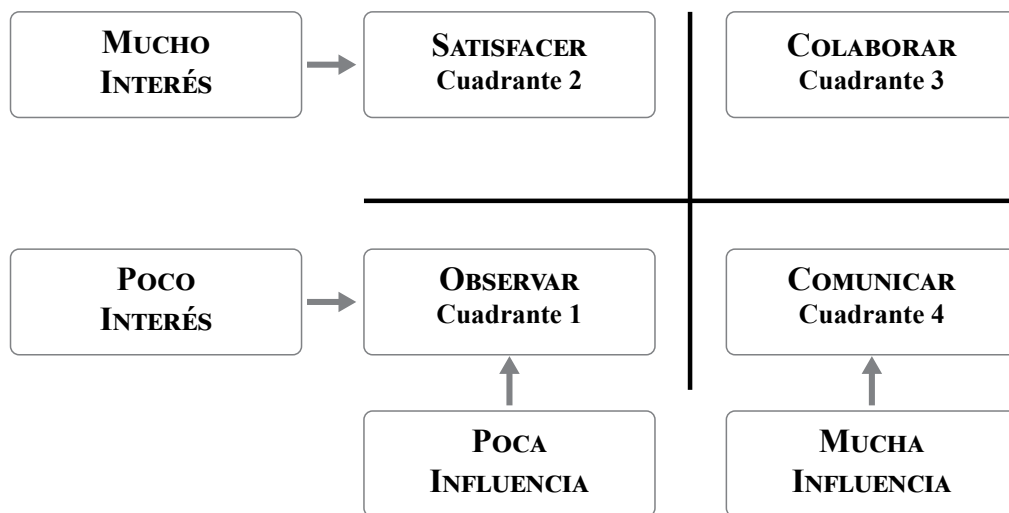 MUCHO
INTERÉS
SATISFACER
Cuadrante 2
COLABORAR
Cuadrante 3
POCO
INTERÉS
OBSERVAR
Cuadrante 1
COMUNICAR
Cuadrante 4
POCA
INFLUENCIA
MUCHA
INFLUENCIA